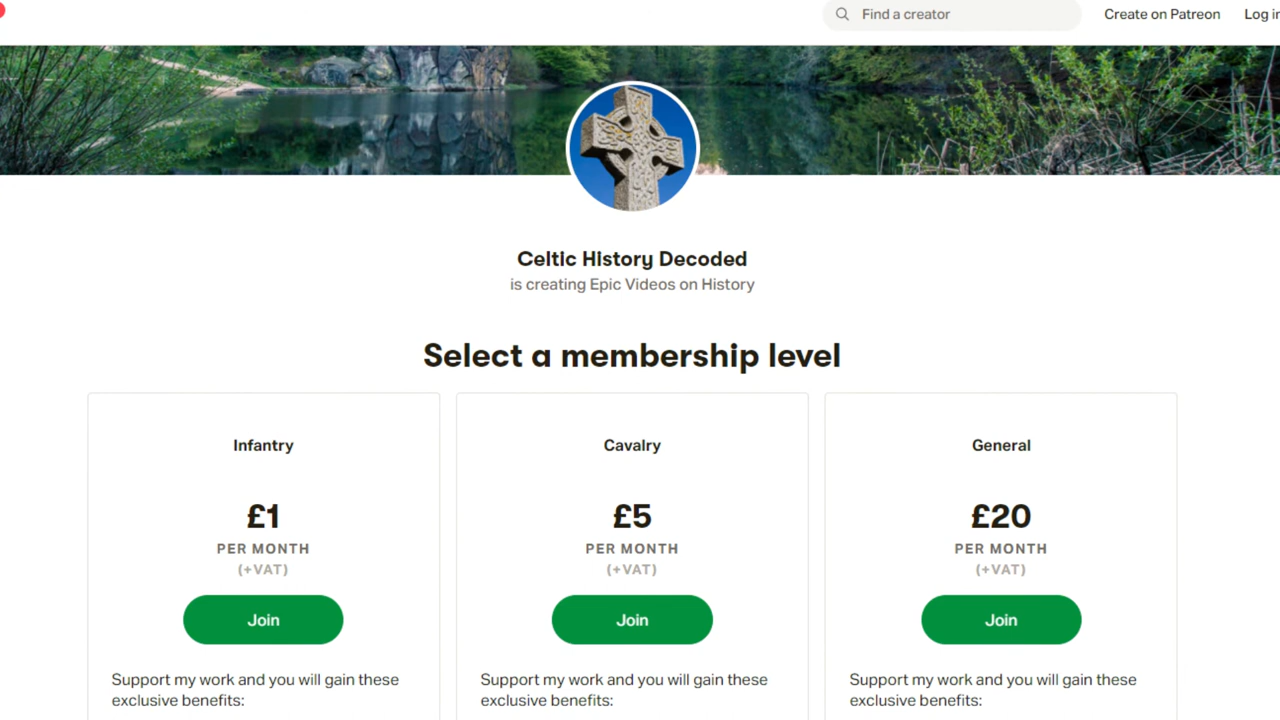 Find a creator
Create on Patreon
Celtic History Decoded
is creating Epic Videos on History
Select a membership level
Infantry
£1
PER MONTH
(+VAT)
Join
Support my work and you will gain these
exclusive benefits:
Cavalry
£5
PER MONTH
(+VAT)
Join
Support my work and you will gain these
exclusive benefits:
General
£20
PER MONTH
(+VAT)
Join
Support my work and you will gain these
exclusive benefits: